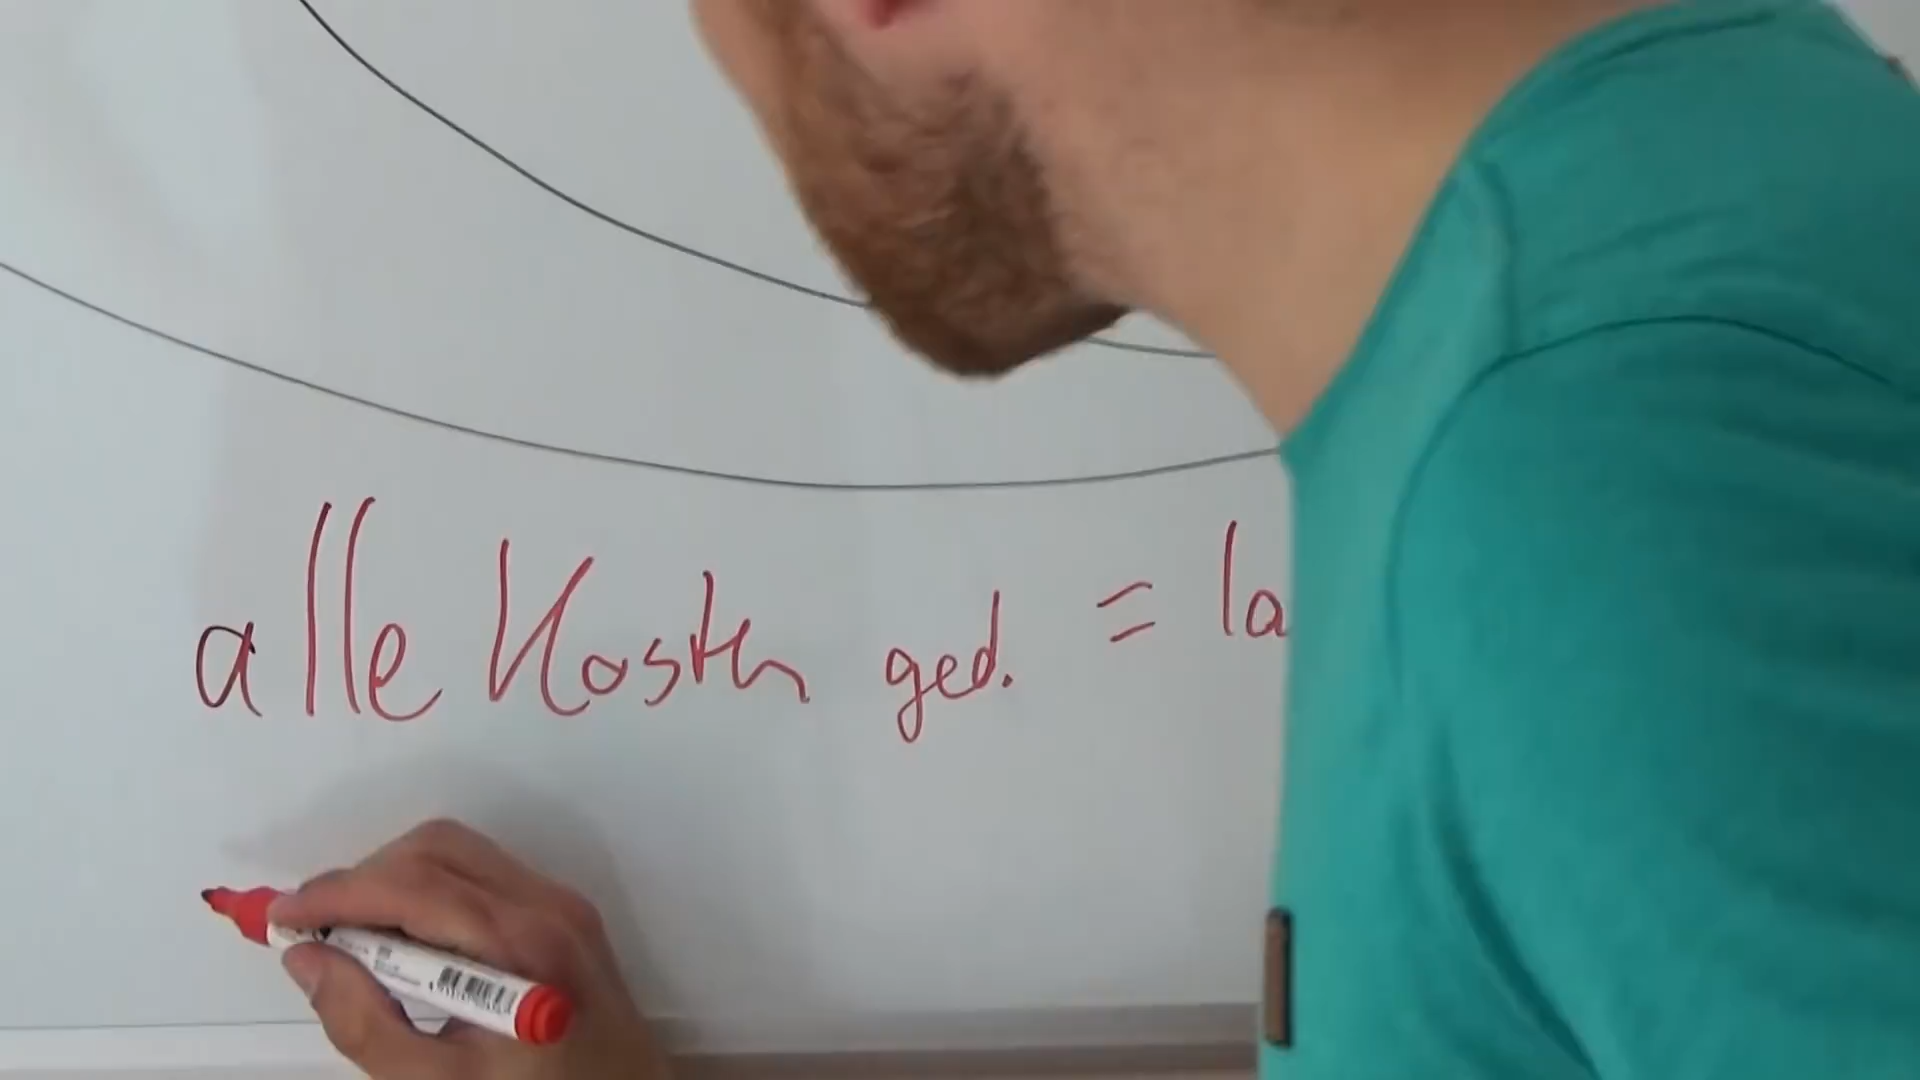 alle Kosten ged. = la